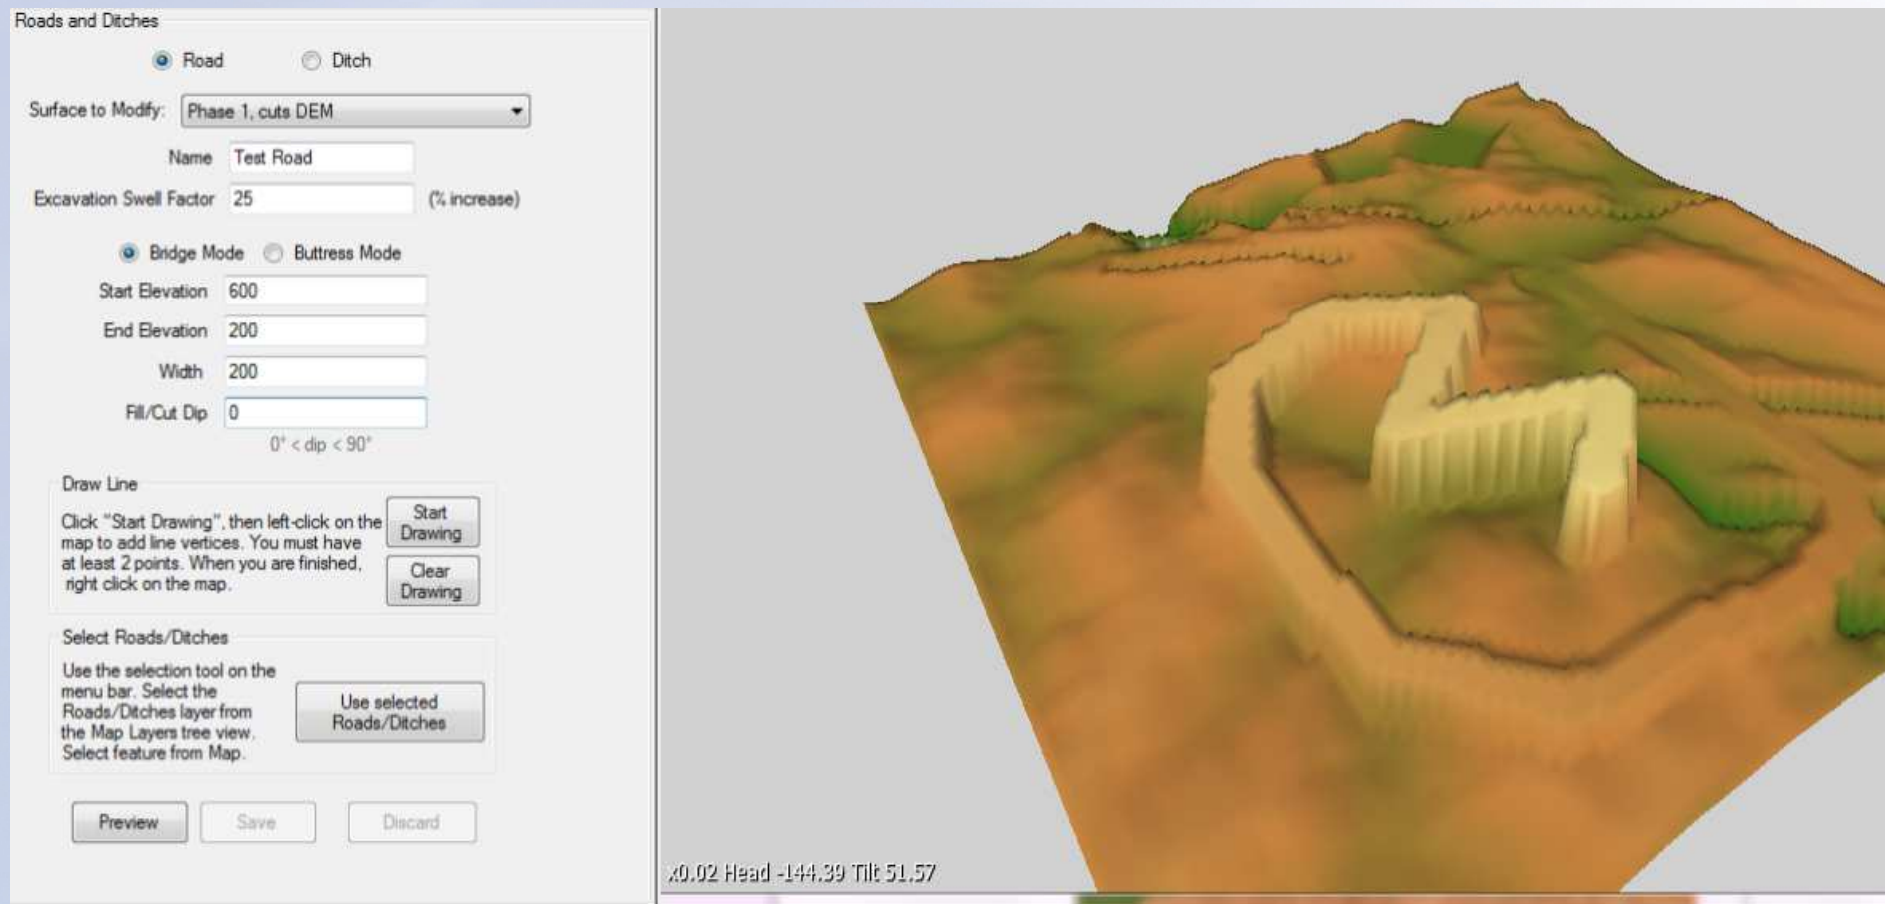 Roads and Ditches
Road Ditch
Surface to Modify: Phase 1, cuts DEM
Name Test Road
Excavation Swell Factor 25 (% increase)
Bridge Mode Buttress Mode
Start Elevation 600
End Elevation 200
Width 200
Fill/Cut Dip 0
0° < dip < 90°
Draw Line
Click "Start Drawing", then left-click on the
map to add line vertices. You must have
at least 2 points. When you are finished,
right click on the map.
Start
Drawing
Clear
Drawing
Select Roads/Ditches
Use the selection tool on the
menu bar. Select the
Roads/Ditches layer from
the Map Layers tree view.
Select feature from Map.
Use selected
Roads/Ditches
Preview Save Discard
x0.02 Head -144.39 Tilt 51.57